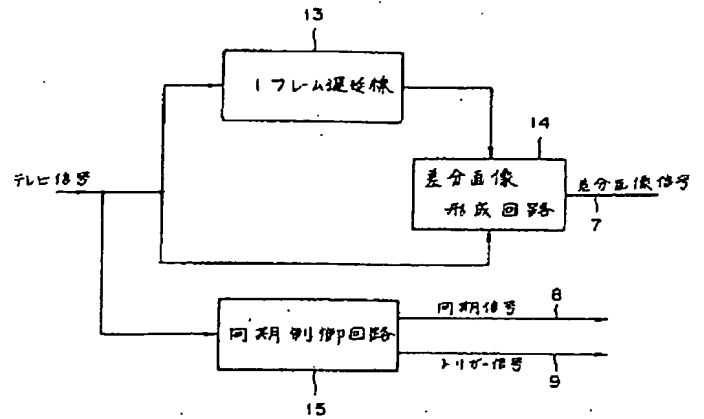 13
1フレーム遅延線
14
テレビ信号
差分画像
形成回路
差分画像信号
7
同期信号
8
同期制御回路
トリガー信号
9
15